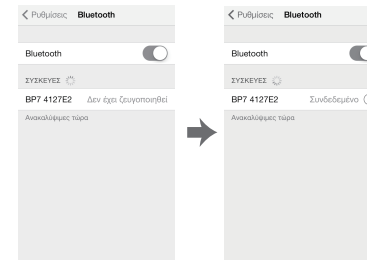 Ρυθμίσεις Bluetooth
Bluetooth
ΣΥΣΚΕΥΕΣ
BP7 4127E2 Δεν έχει ζευγοποιηθεί
Ανακαλύψιμες τώρα
Ρυθμίσεις Bluetooth
Bluetooth
ΣΥΣΚΕΥΕΣ
BP7 4127E2 Συνδεδεμένο
Ανακαλύψιμες τώρα